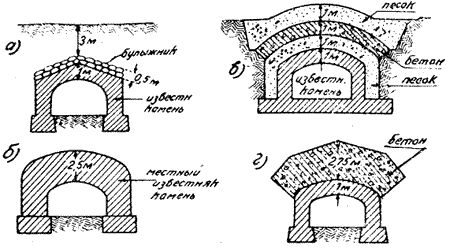 а)
3м
булыжник
1м
0,5м
известн.
камень
в)
1м
песок
1м
1м
бетон
1м
известн.
камень
песок
б)
2,5м
местный
известняк
камень
г)
бетон
2,75м
1м